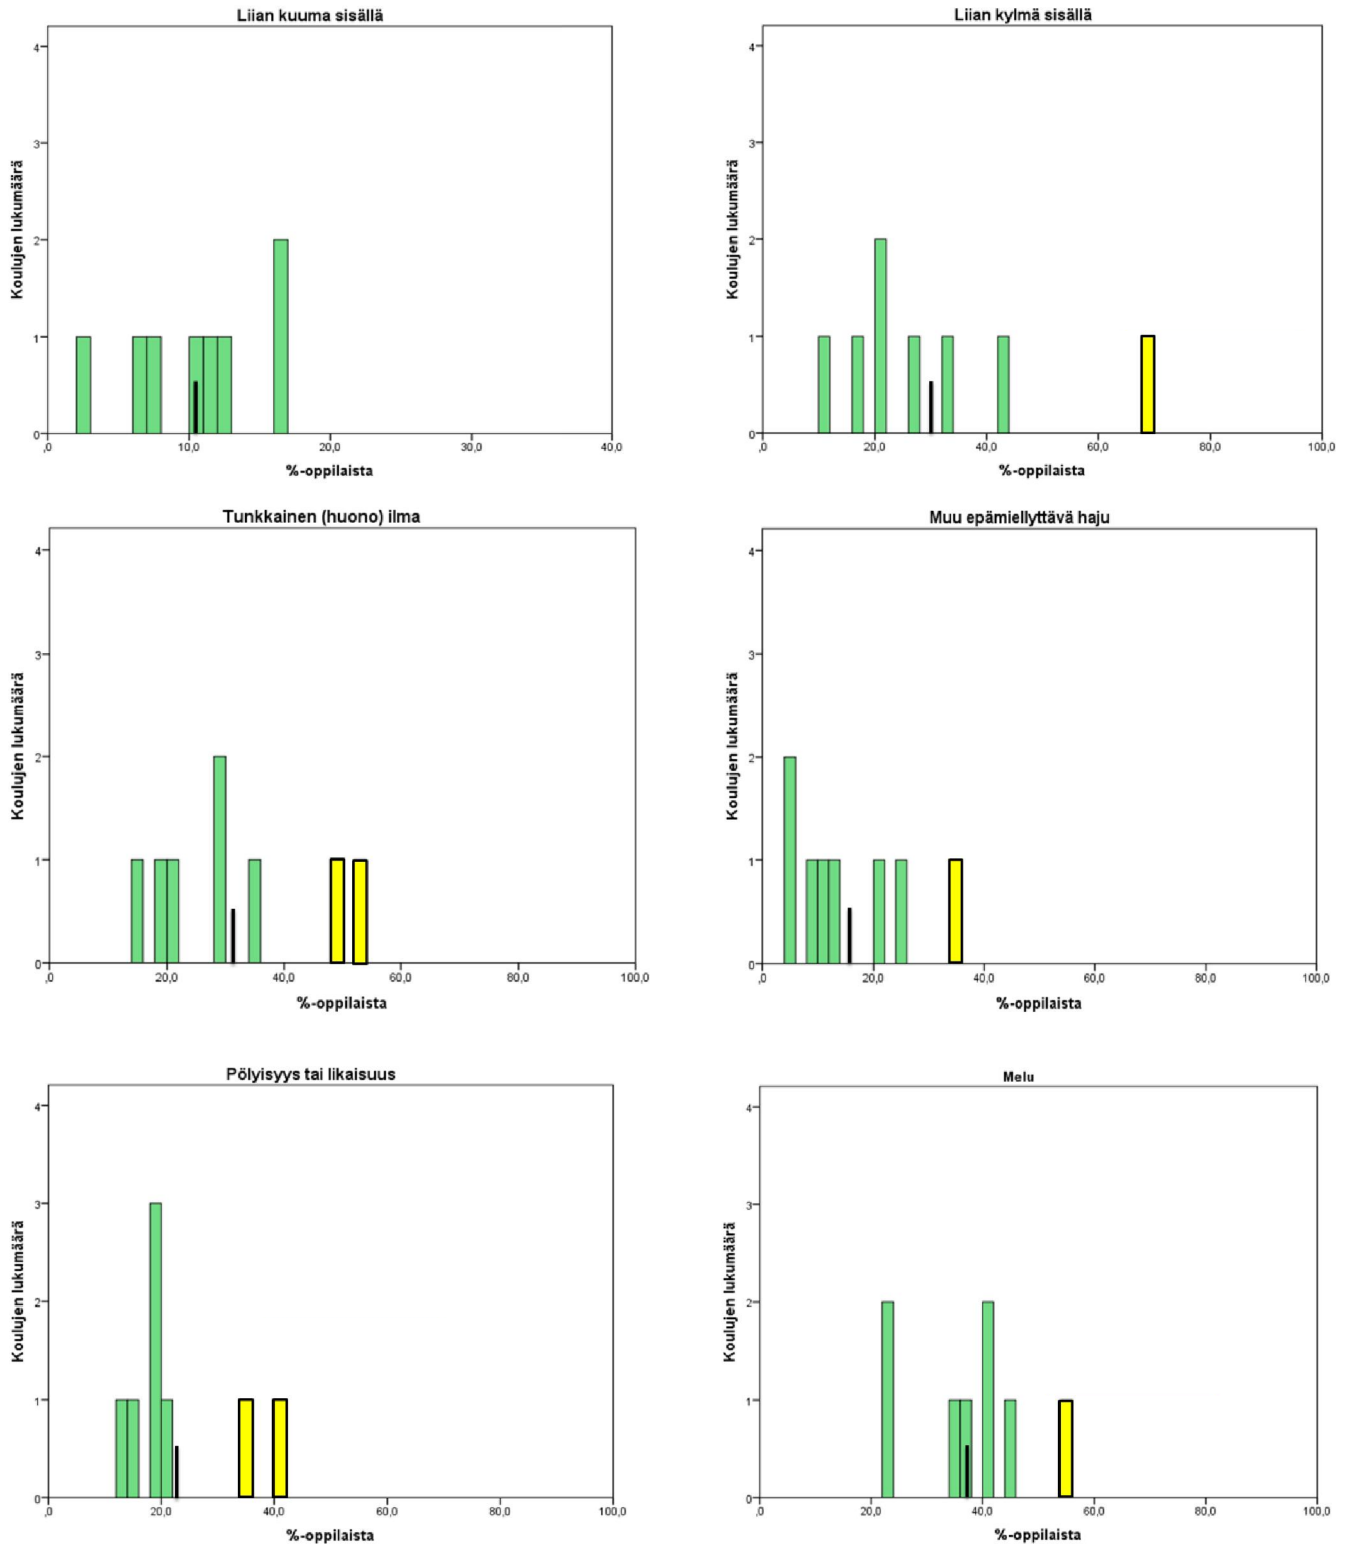 Liian kuuma sisällä
4
3
2
1
0
Koulujen lukumäärä
,0 10,0 20,0 30,0 40,0
%-oppilaista
Liian kylmä sisällä
4
3
2
1
0
Koulujen lukumäärä
,0 20,0 40,0 60,0 80,0 100,0
%-oppilaista
Tunkkainen (huono) ilma
4
3
2
1
0
Koulujen lukumäärä
,0 20,0 40,0 60,0 80,0 100,0
%-oppilaista
Muu epämiellyttävä haju
4
3
2
1
0
Koulujen lukumäärä
,0 20,0 40,0 60,0 80,0 100,0
%-oppilaista
Pölyisyys tai likaisuus
4
3
2
1
0
Koulujen lukumäärä
,0 20,0 40,0 60,0 80,0 100,0
%-oppilaista
Melu
4
3
2
1
0
Koulujen lukumäärä
,0 20,0 40,0 60,0 80,0 100,0
%-oppilaista